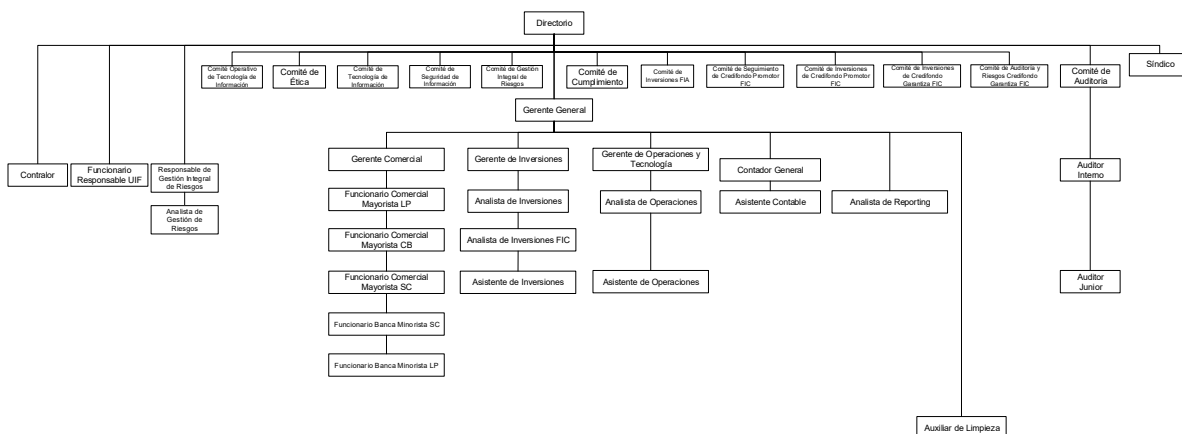 Directorio
Comité Operativo
de Tecnología de
Información
Comité de
Ética
Comité de
Tecnología de
Información
Comité de
Seguridad de
Información
Comité de Gestión
Integral de
Riesgos
Comité de
Cumplimiento
Comité de
Inversiones FIA
Comité de Seguimiento
de Credifondo Promotor
FIC
Comité de Inversiones
de Credifondo Promotor
FIC
Comité de Inversiones
de Credifondo
Garantiza FIC
Comité de Auditoria y
Riesgos Credifondo
Garantiza FIC
Comité de
Auditoria
Síndico
Gerente General
Contralor
Funcionario
Responsable UIF
Responsable de
Gestión Integral
de Riesgos
Analista de
Gestión de
Riesgos
Gerente Comercial
Funcionario Comercial
Mayorista LP
Funcionario Comercial
Mayorista CB
Funcionario Comercial
Mayorista SC
Funcionario Banca Minorista SC
Funcionario Banca Minorista LP
Gerente de Inversiones
Analista de Inversiones
Analista de Inversiones FIC
Asistente de Inversiones
Gerente de Operaciones y
Tecnología
Analista de Operaciones
Asistente de Operaciones
Contador General
Asistente Contable
Analista de Reporting
Auditor
Interno
Auditor
Junior
Auxiliar de Limpieza